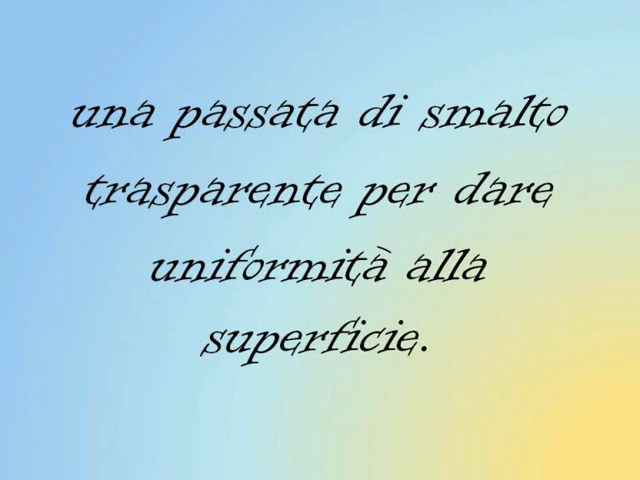 una passata di smalto
trasparente per dare
uniformità alla
superficie.